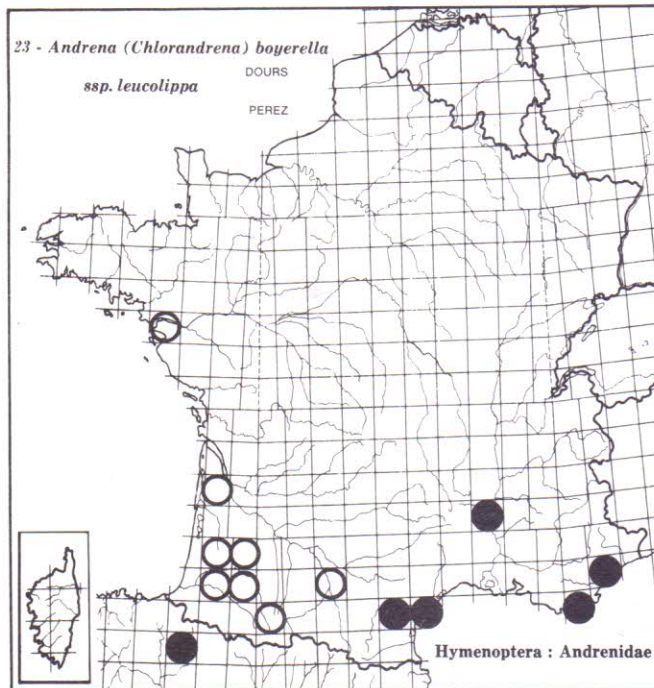 23 - Andrena (Chlorandrena) boyerella
DOURS
ssp. leucolippa
PEREZ
Hymenoptera : Andrenidae